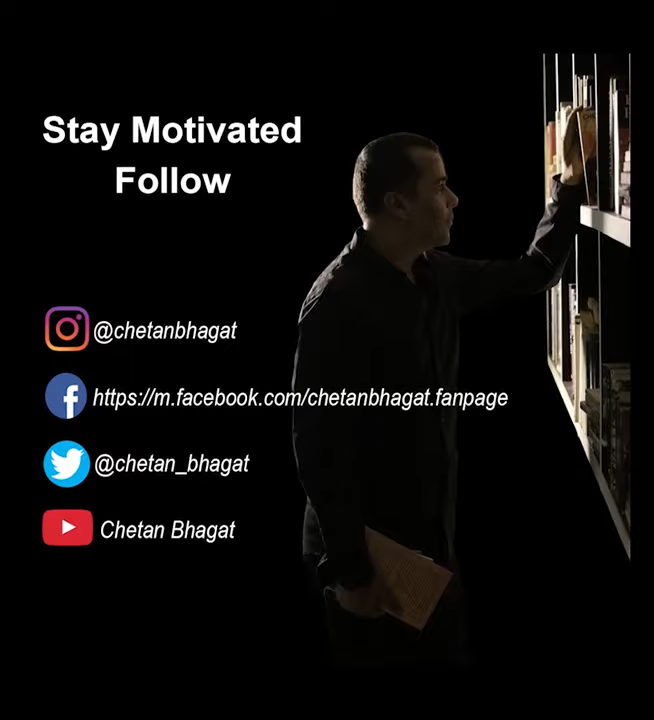 Stay Motivated
Follow
@chetanbhagat
https://m.facebook.com/chetanbhagat.fanpage
@chetan_bhagat
Chetan Bhagat